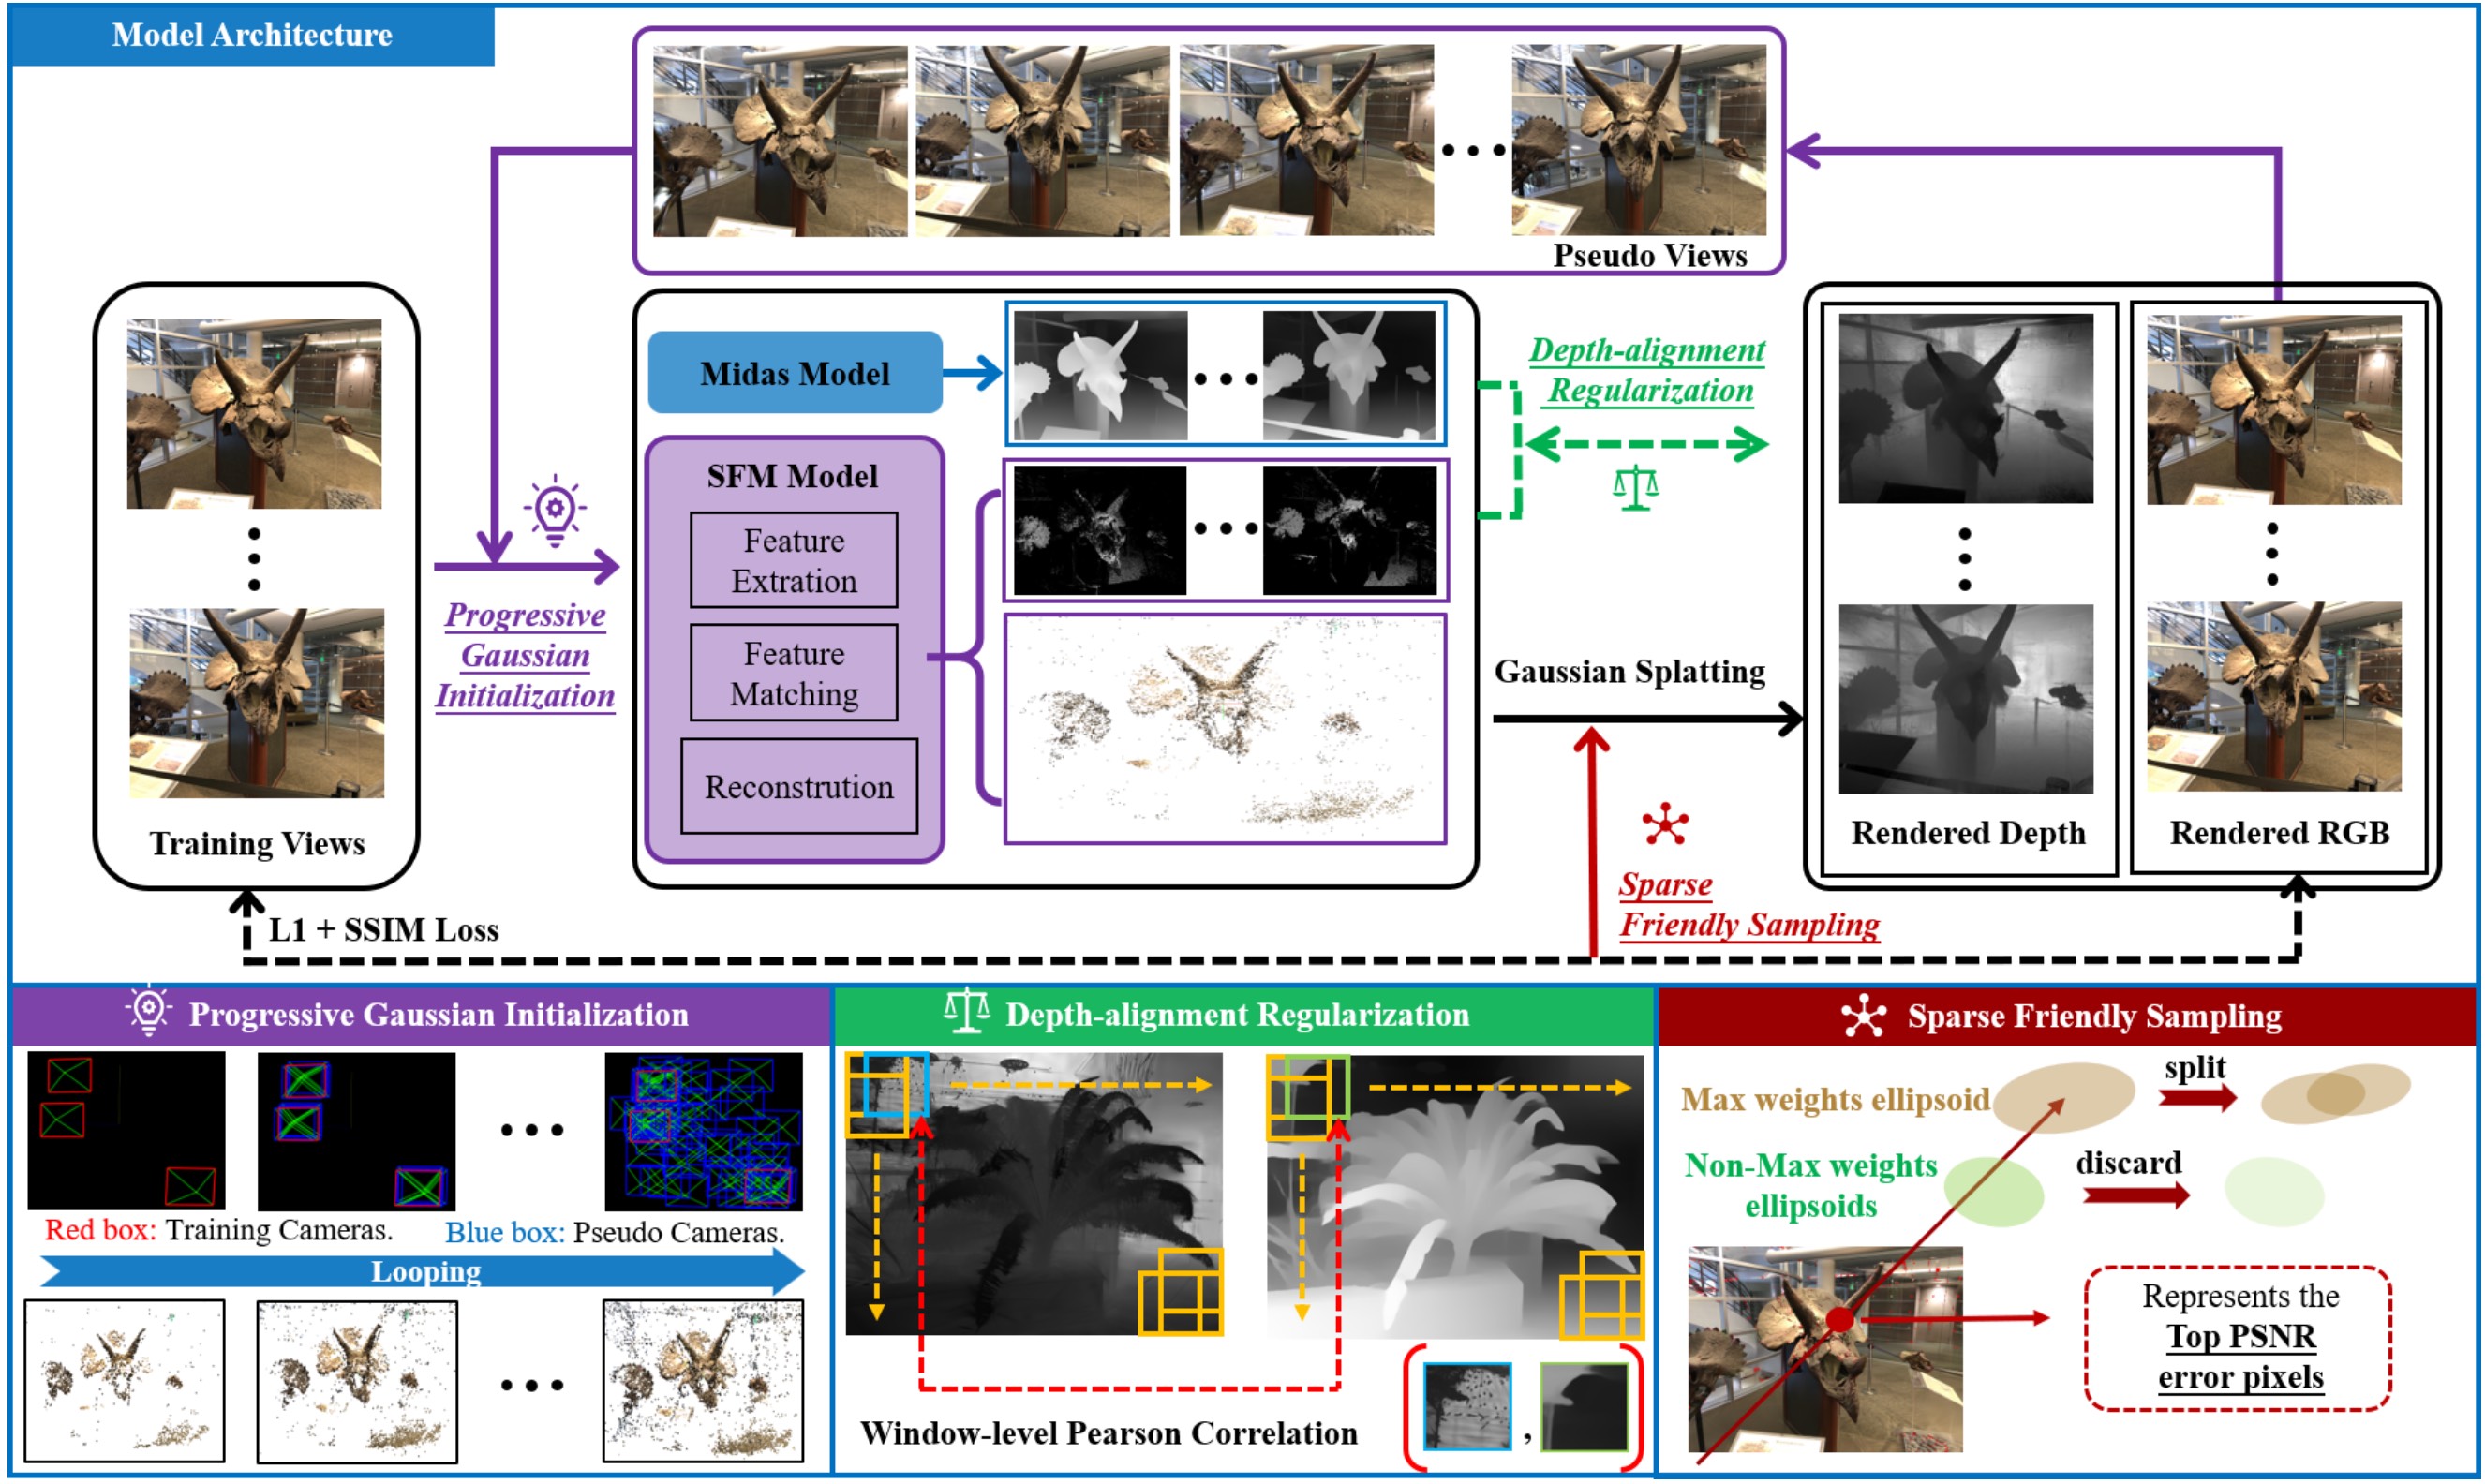 Model Architecture
Pseudo Views
Training Views
Progressive
Gaussian
Initialization
Midas Model
SFM Model
Feature
Extration
Feature
Matching
Reconstrution
Depth-alignment
Regularization
Gaussian Splatting
Sparse
Friendly Sampling
Rendered Depth
Rendered RGB
L1 + SSIM Loss
Progressive Gaussian Initialization
Red box: Training Cameras.
Blue box: Pseudo Cameras.
Looping
Depth-alignment Regularization
Window-level Pearson Correlation
,
Sparse Friendly Sampling
Max weights ellipsoid
split
Non-Max weights
ellipsoids
discard
Represents the
Top PSNR
error pixels